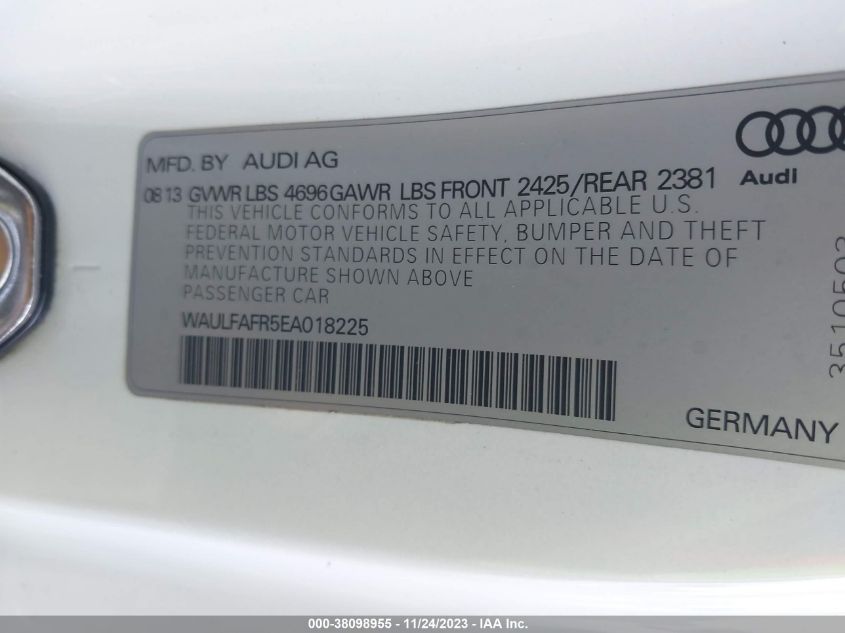 MFD. BY AUDI AG
08 13 GVWR LBS 4696 GAWR LBS FRONT 2425/REAR 2381
Audi
THIS VEHICLE CONFORMS TO ALL APPLICABLE U.S.
FEDERAL MOTOR VEHICLE SAFETY, BUMPER AND THEFT
PREVENTION STANDARDS IN EFFECT ON THE DATE OF
MANUFACTURE SHOWN ABOVE
PASSENGER CAR
WAULFAFR5EA018225
GERMANY
000-38098955 - 11/24/2023 - IAA Inc.